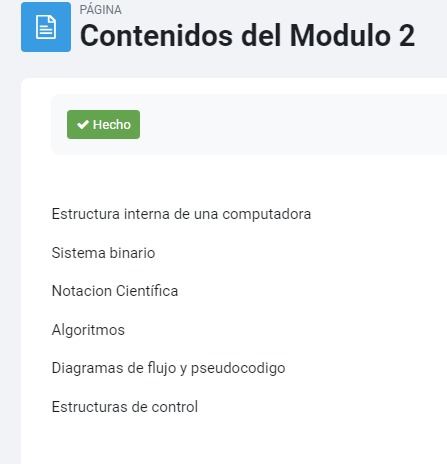 PÁGINA
Contenidos del Modulo 2
Hecho
Estructura interna de una computadora
Sistema binario
Notacion Científica
Algoritmos
Diagramas de flujo y pseudocodigo
Estructuras de control